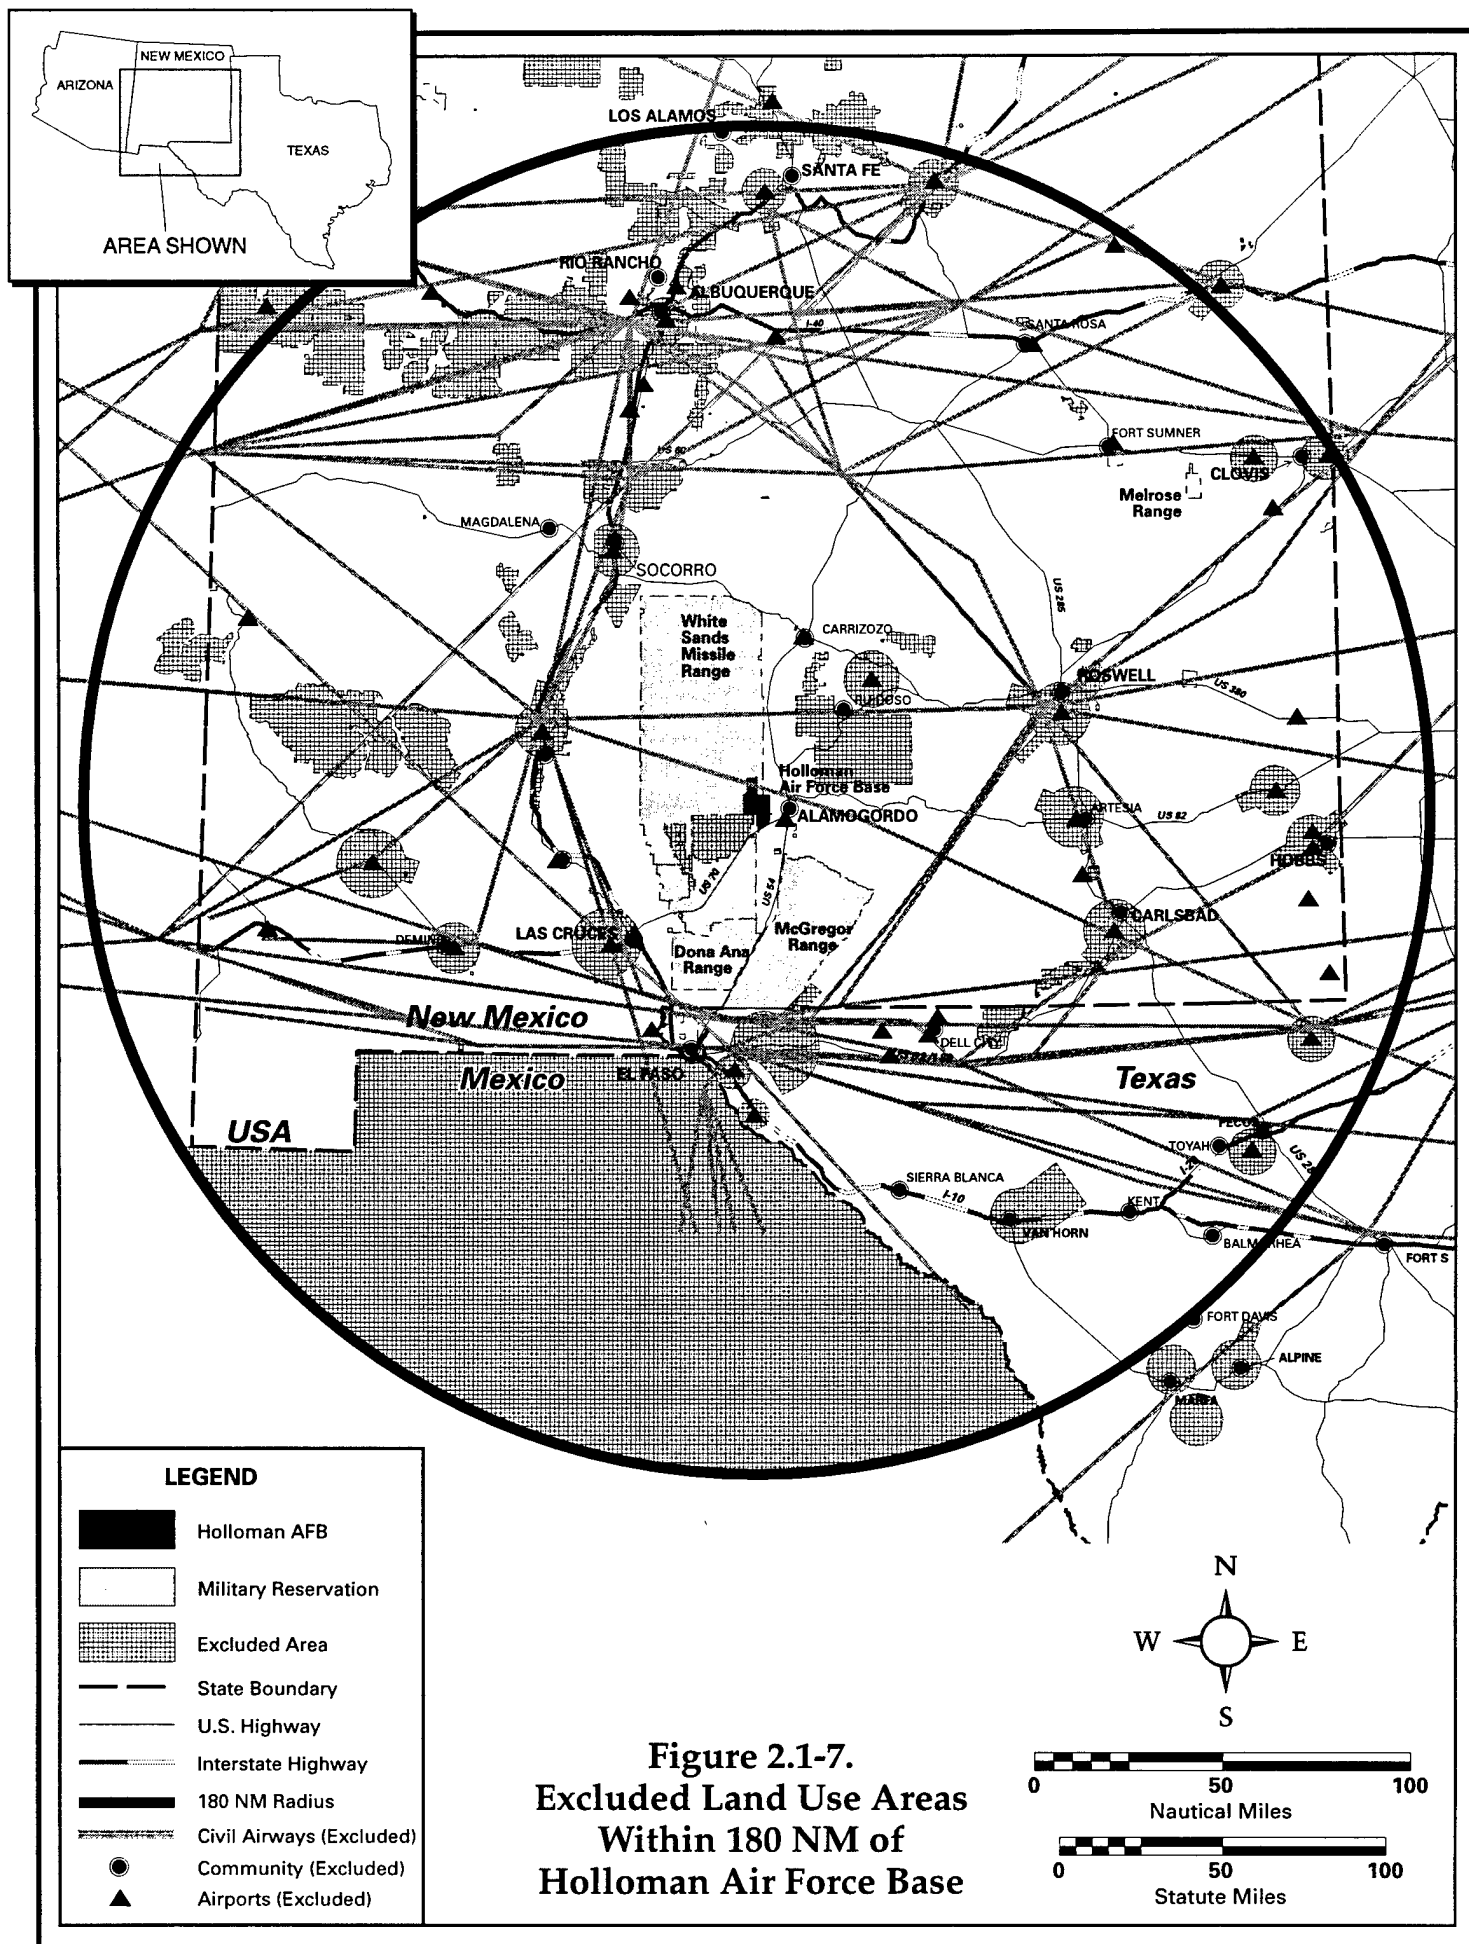 NEW MEXICO
ARIZONA
TEXAS
AREA SHOWN
LOS ALAMOS
SANTA FE
RIO RANCHO
ALBUQUERQUE
I-40
SANTA ROSA
US 60
FORT SUMNER
CLOVIS
Melrose
Range
MAGDALENA
SOCORRO
US 285
White
Sands
Missile
Range
CARRIZOZO
ROSWELL
US 380
RUIDOSO
Holloman
Air Force Base
ALAMOGORDO
ARTESIA
US 82
HOBBS
US 70
US 54
CARLSBAD
DEMING
LAS CRUCES
McGregor
Range
Dona Ana
Range
New Mexico
DELL CITY
EL PASO
Mexico
Texas
USA
PECOS
TOYAH
US 28
SIERRA BLANCA
I-10
KENT
VAN HORN
BALMORHEA
FORT S
FORT DAVIS
ALPINE
MARFA
LEGEND
Holloman AFB
Military Reservation
Excluded Area
State Boundary
U.S. Highway
Interstate Highway
180 NM Radius
Civil Airways (Excluded)
Community (Excluded)
Airports (Excluded)
N
W E
S
Figure 2.1-7.
Excluded Land Use Areas
Within 180 NM of
Holloman Air Force Base
0 50 100
Nautical Miles
0 50 100
Statute Miles